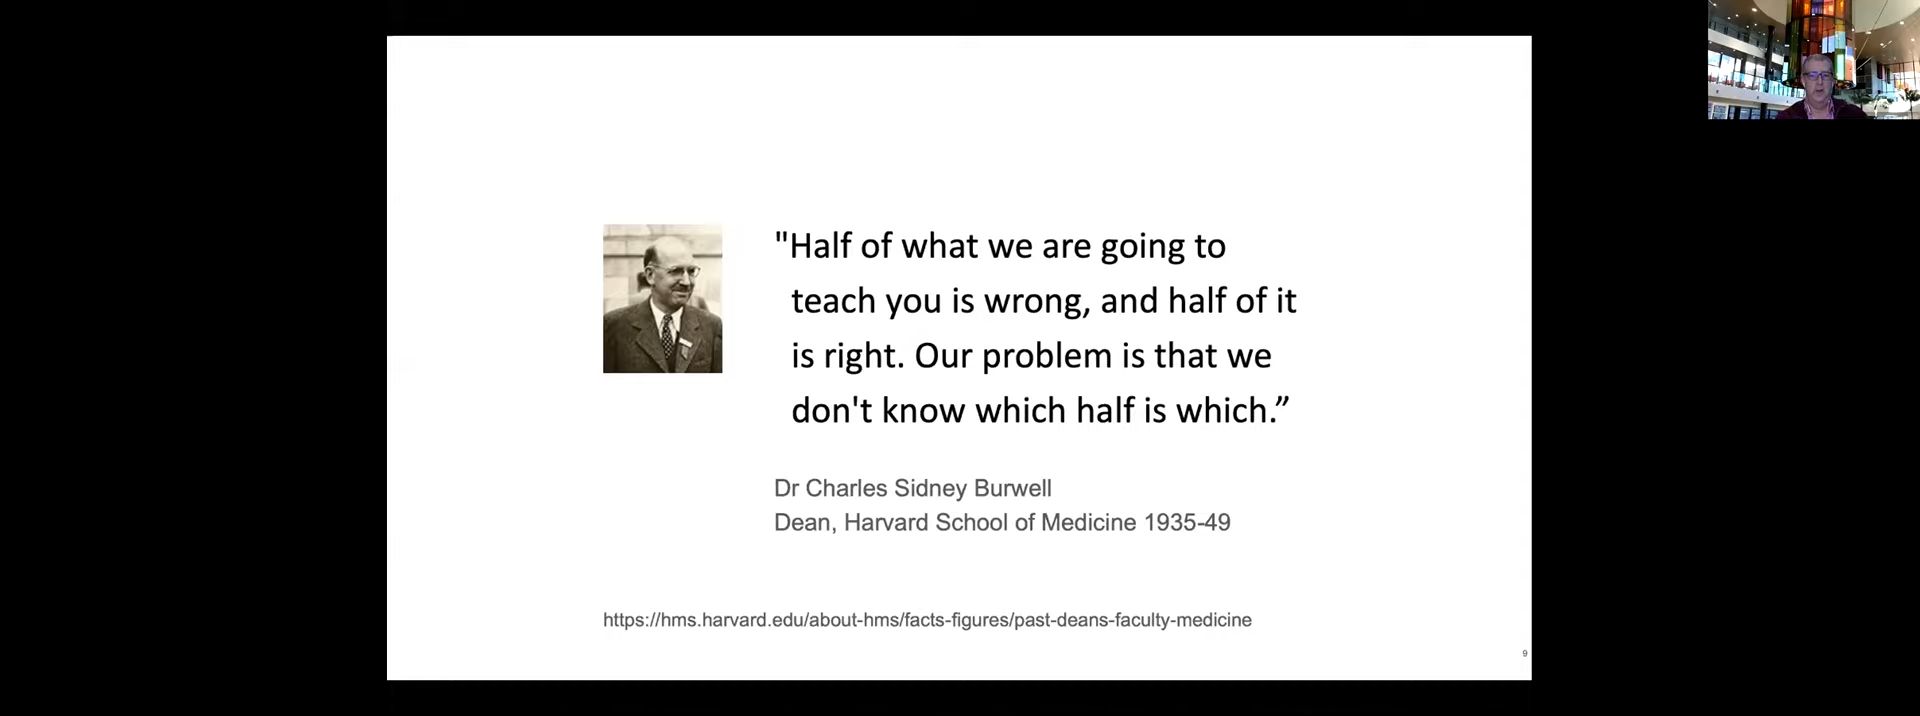 "Half of what we are going to
teach you is wrong, and half of it
is right. Our problem is that we
don't know which half is which.”
Dr Charles Sidney Burwell
Dean, Harvard School of Medicine 1935-49
https://hms.harvard.edu/about-hms/facts-figures/past-deans-faculty-medicine
9